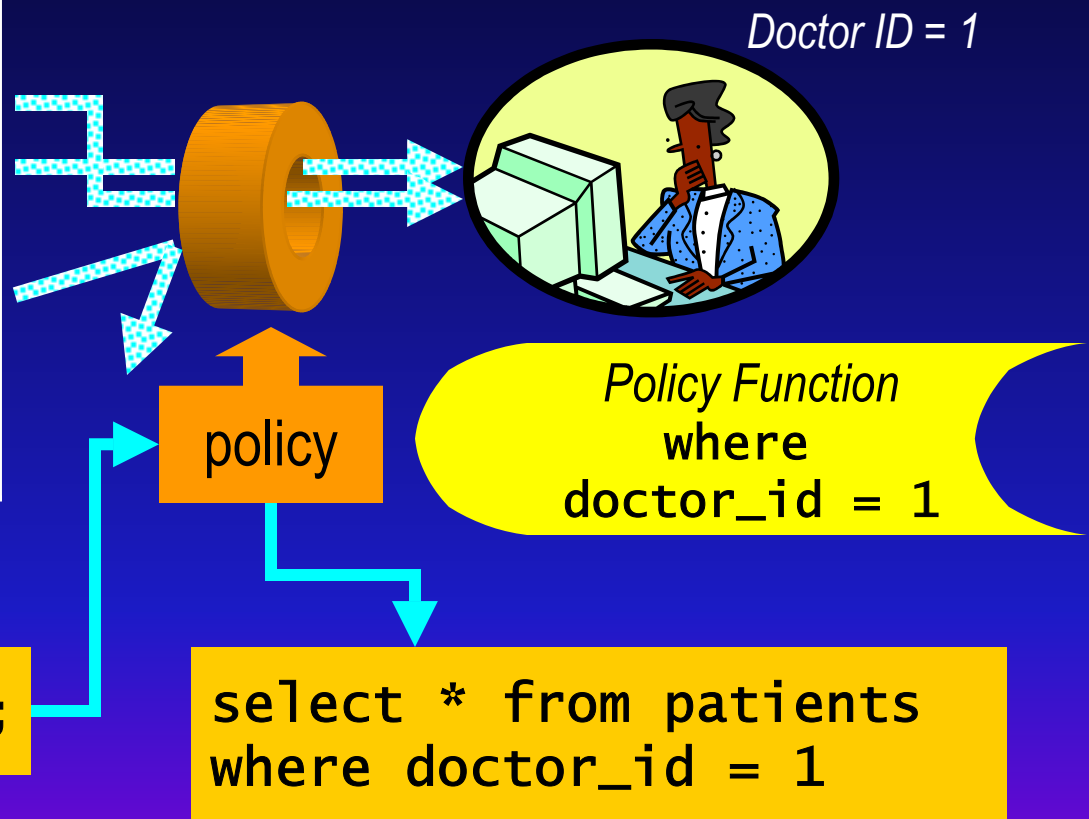 Doctor ID = 1
policy
Policy Function
where
doctor_id = 1
;
select * from patients
where doctor_id = 1